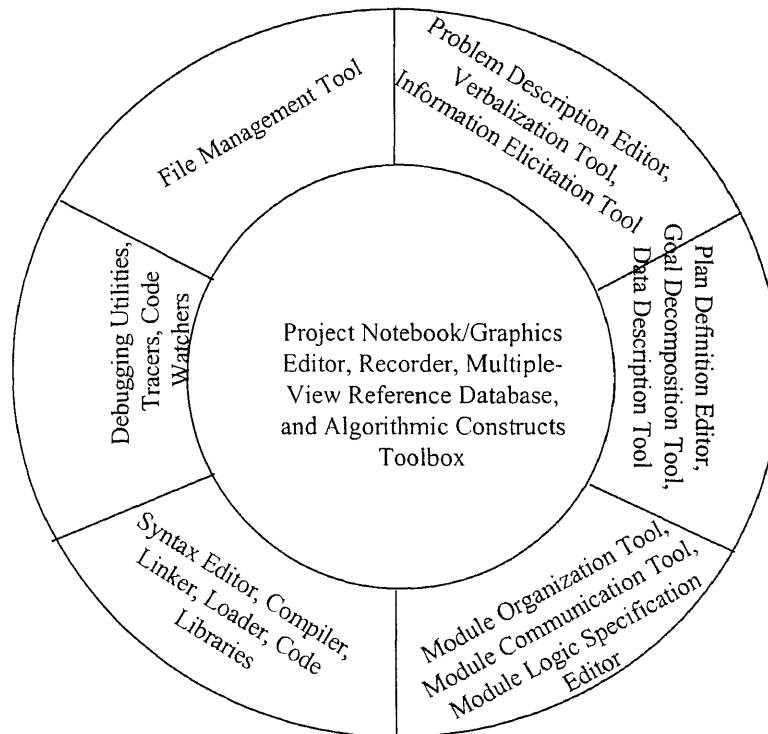 File Management Tool
Problem Description Editor,
Verbalization Tool,
Information Elicitation Tool
Plan Definition Editor,
Goal Decomposition Tool,
Data Description Tool
Debugging Utilities,
Tracers, Code
Watchers
Project Notebook/Graphics
Editor, Recorder, Multiple-
View Reference Database,
and Algorithmic Constructs
Toolbox
Syntax Editor, Compiler,
Linker, Loader, Code
Libraries
Module Organization Tool,
Module Communication Tool,
Module Logic Specification
Editor